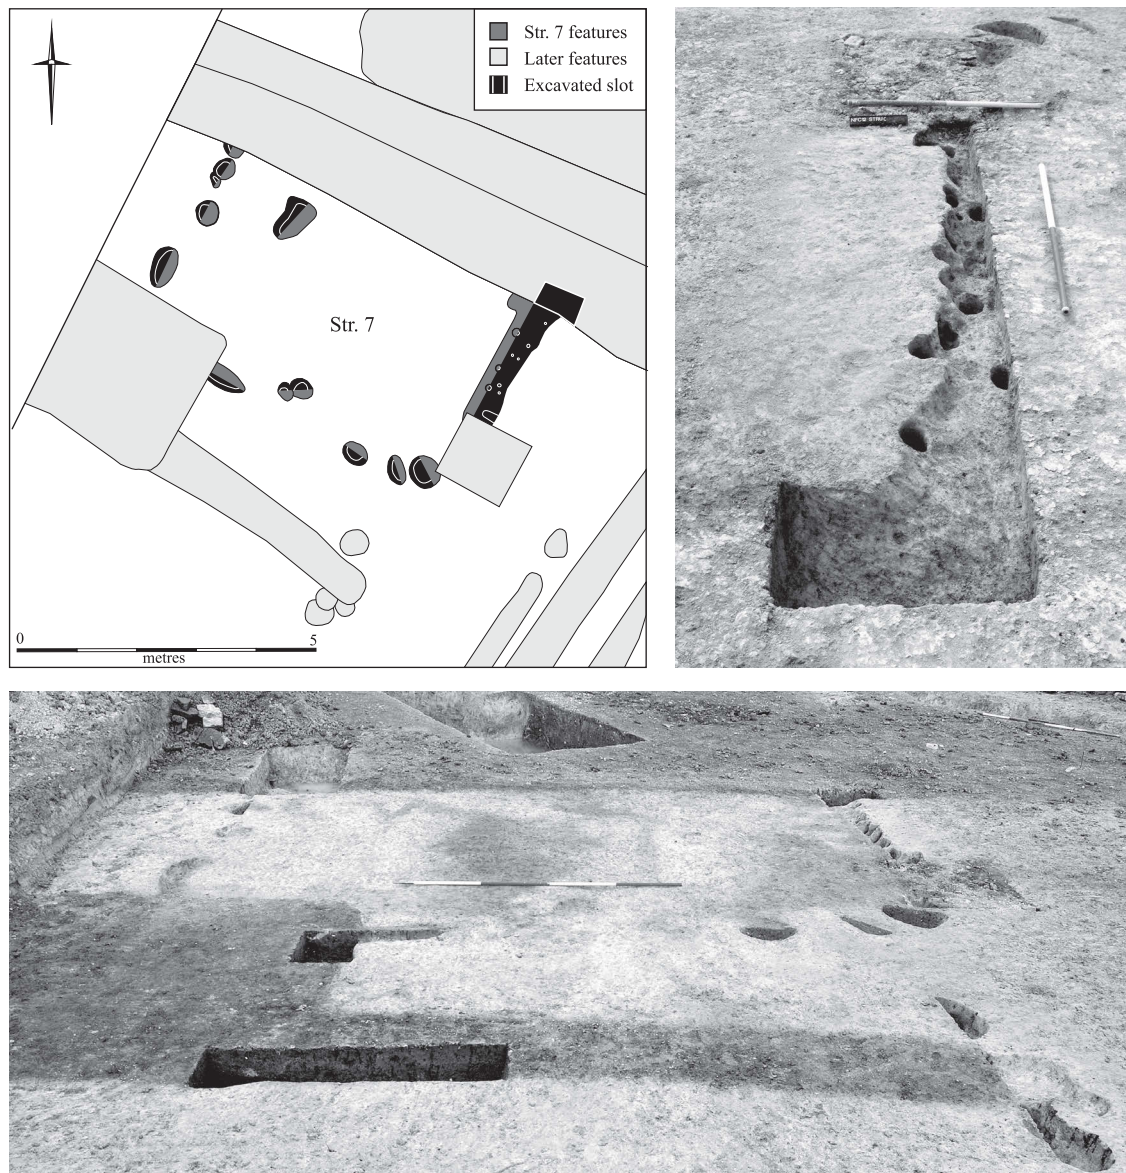 Str. 7 features
Later features
Excavated slot
Str. 7
0 5
metres